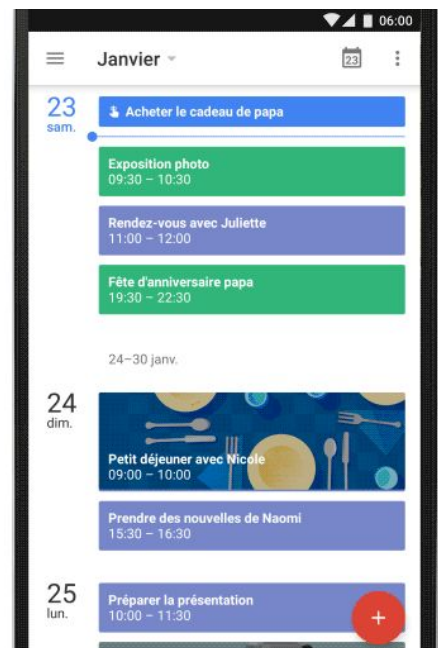 06:00
Janvier
23
23
sam.
Acheter le cadeau de papa
Exposition photo
09:30 – 10:30
Rendez-vous avec Juliette
11:00 – 12:00
Fête d'anniversaire papa
19:30 – 22:30
24–30 janv.
24
dim.
Petit déjeuner avec Nicole
09:00 – 10:00
Prendre des nouvelles de Naomi
15:30 – 16:30
25
lun.
Préparer la présentation
10:00 – 11:30
+